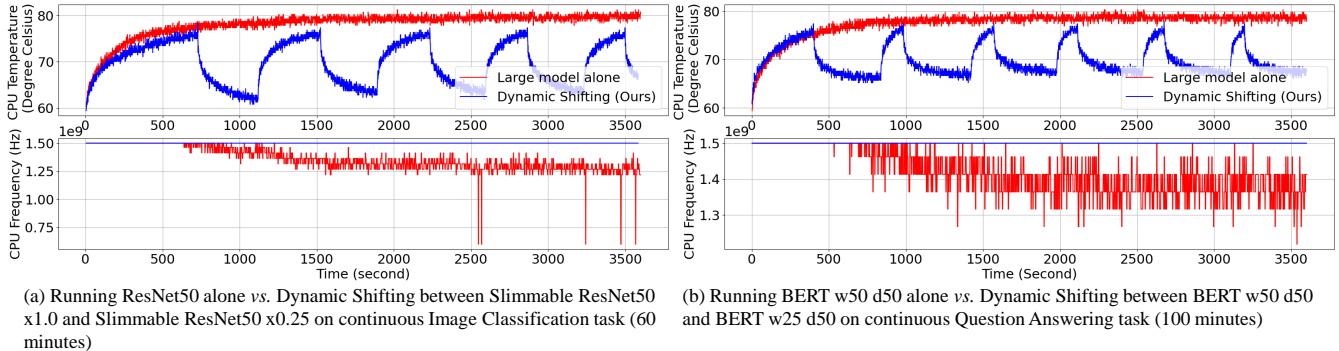 CPU Temperature
(Degree Celsius)
80
70
60
Large model alone
Dynamic Shifting (Ours)
0 500 1000 1500 2000 2500 3000 3500
1e9
CPU Frequency (Hz)
1.50
1.25
1.00
0.75
0 500 1000 1500 2000 2500 3000 3500
Time (second)
(a) Running ResNet50 alone vs. Dynamic Shifting between Slimmable ResNet50
x1.0 and Slimmable ResNet50 x0.25 on continuous Image Classification task (60
minutes)
CPU Temperature
(Degree Celsius)
80
70
60
Large model alone
Dynamic Shifting (Ours)
0 500 1000 1500 2000 2500 3000 3500
1e9
CPU Frequency (Hz)
1.5
1.4
1.3
0 500 1000 1500 2000 2500 3000 3500
Time (second)
(b) Running BERT w50 d50 alone vs. Dynamic Shifting between BERT w50 d50
and BERT w25 d50 on continuous Question Answering task (100 minutes)